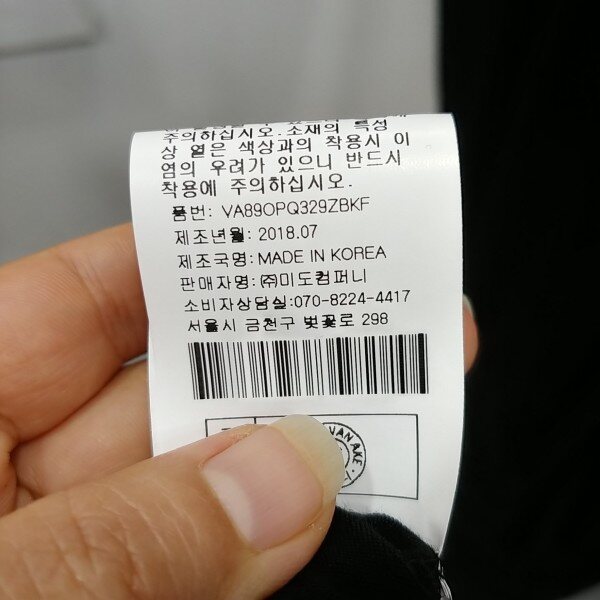 주의하십시오.소재의 특성
상 옅은 색상과의 착용시 이
염의 우려가 있으니 반드시
착용에 주의하십시오.
품번: VA89OPQ329ZBKF
제조년월: 2018.07
제조국명: MADE IN KOREA
판매자명: ㈜미도컴퍼니
소비자상담실:070-8224-4417
서울시 금천구 벚꽃로 298